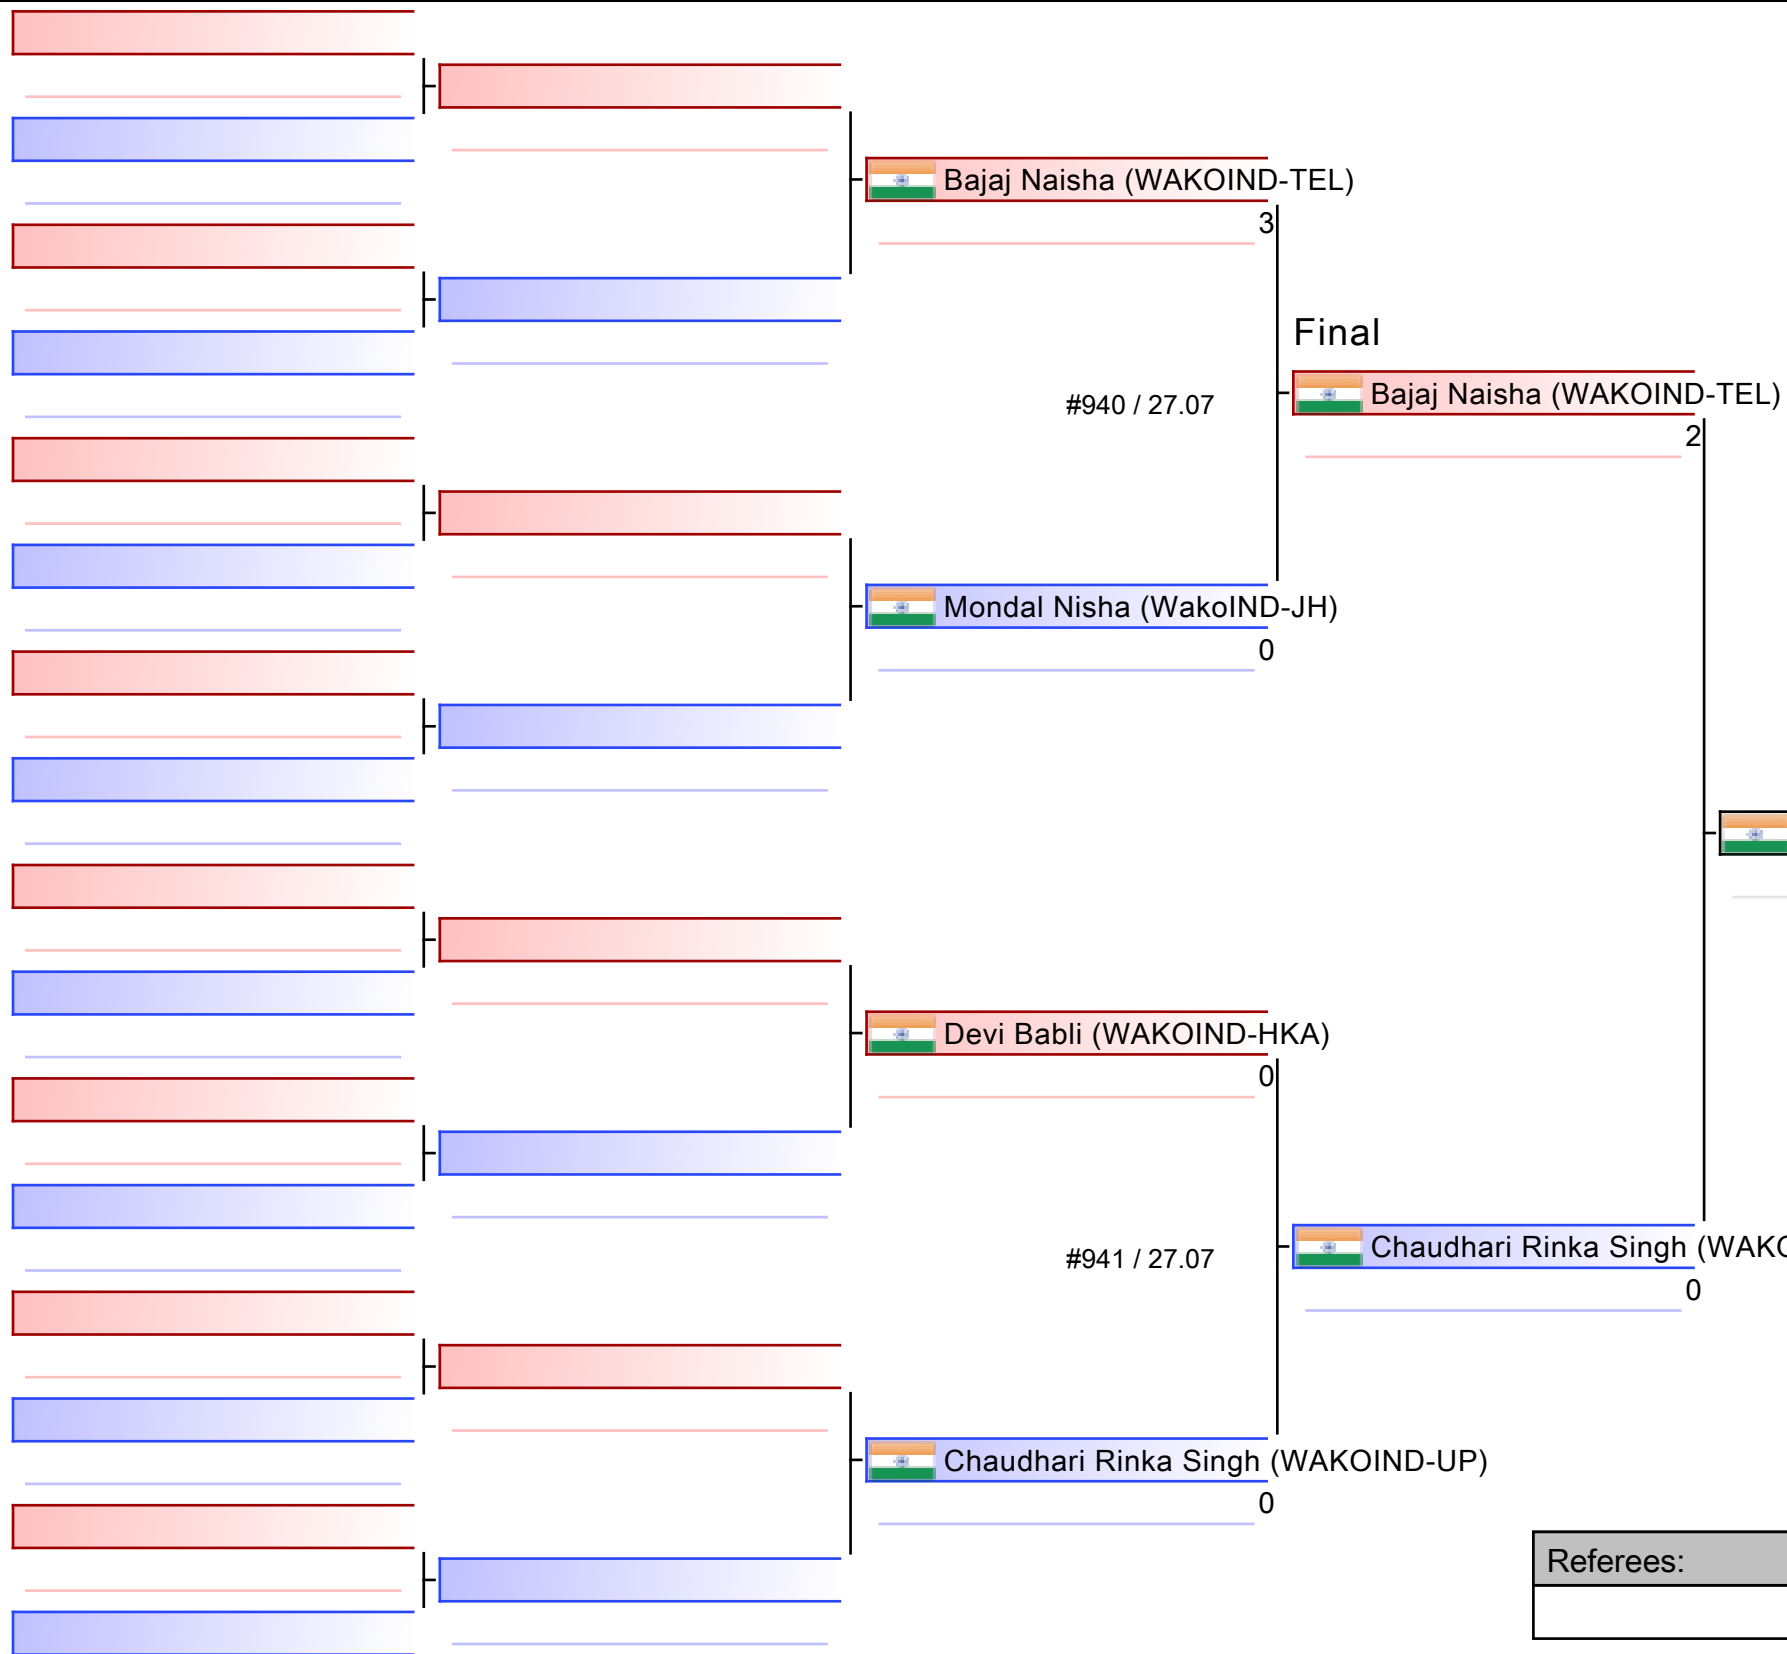 Bajaj Naisha (WAKOIND-TEL)
3
Final
#940 / 27.07
Bajaj Naisha (WAKOIND-TEL)
2
Mondal Nisha (WakoIND-JH)
0
Devi Babli (WAKOIND-HKA)
0
#941 / 27.07
Chaudhari Rinka Singh (WAKO
0
Chaudhari Rinka Singh (WAKOIND-UP)
0
Referees: